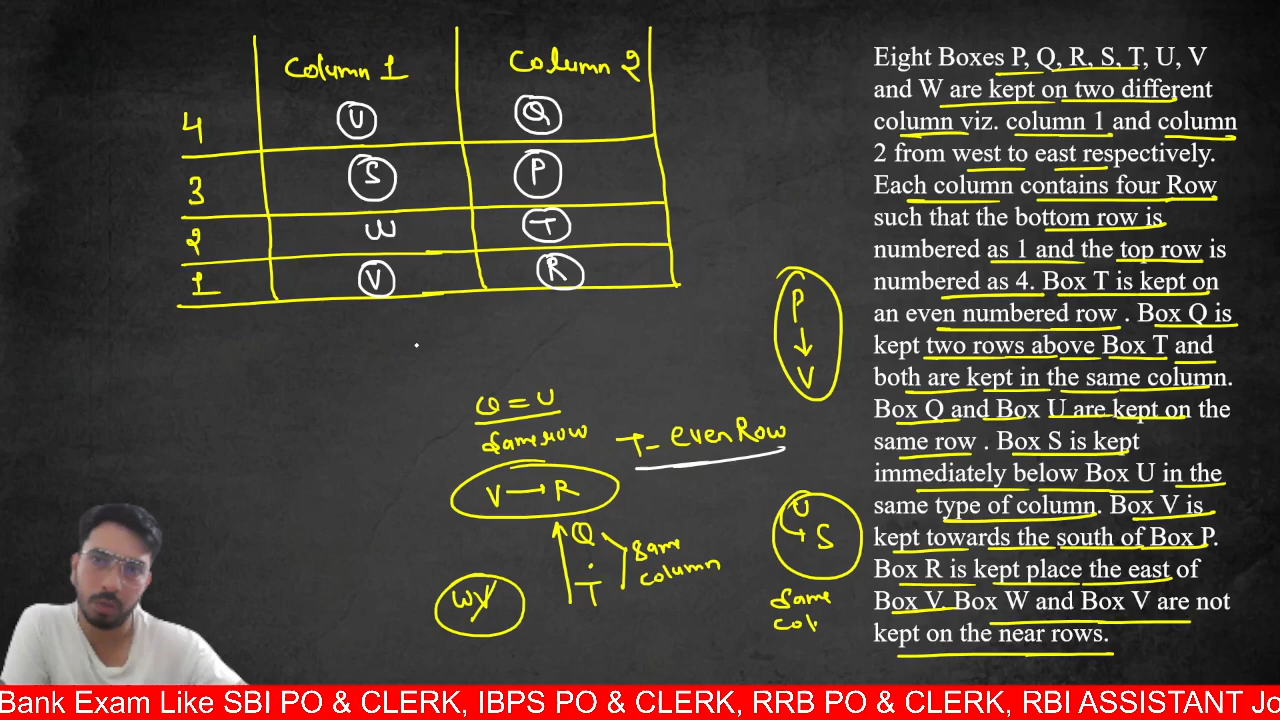 Column 1 Column 2
4 U Q
3 S P
2 W T
1 V R
Eight Boxes P, Q, R, S, T, U, V
and W are kept on two different
column viz. column 1 and column
2 from west to east respectively.
Each column contains four Row
such that the bottom row is
numbered as 1 and the top row is
numbered as 4. Box T is kept on
an even numbered row . Box Q is
kept two rows above Box T and
both are kept in the same column.
Box Q and Box U are kept on the
same row . Box S is kept
immediately below Box U in the
same type of column. Box V is
kept towards the south of Box P.
Box R is kept place the east of
Box V. Box W and Box V are not
kept on the near rows.
P
↓
V
Q = U
Same row
T - even Row
V → R
Q
T
Same
column
W V
U
S
Same
col.
Bank Exam Like SBI PO & CLERK, IBPS PO & CLERK, RRB PO & CLERK, RBI ASSISTANT Jo